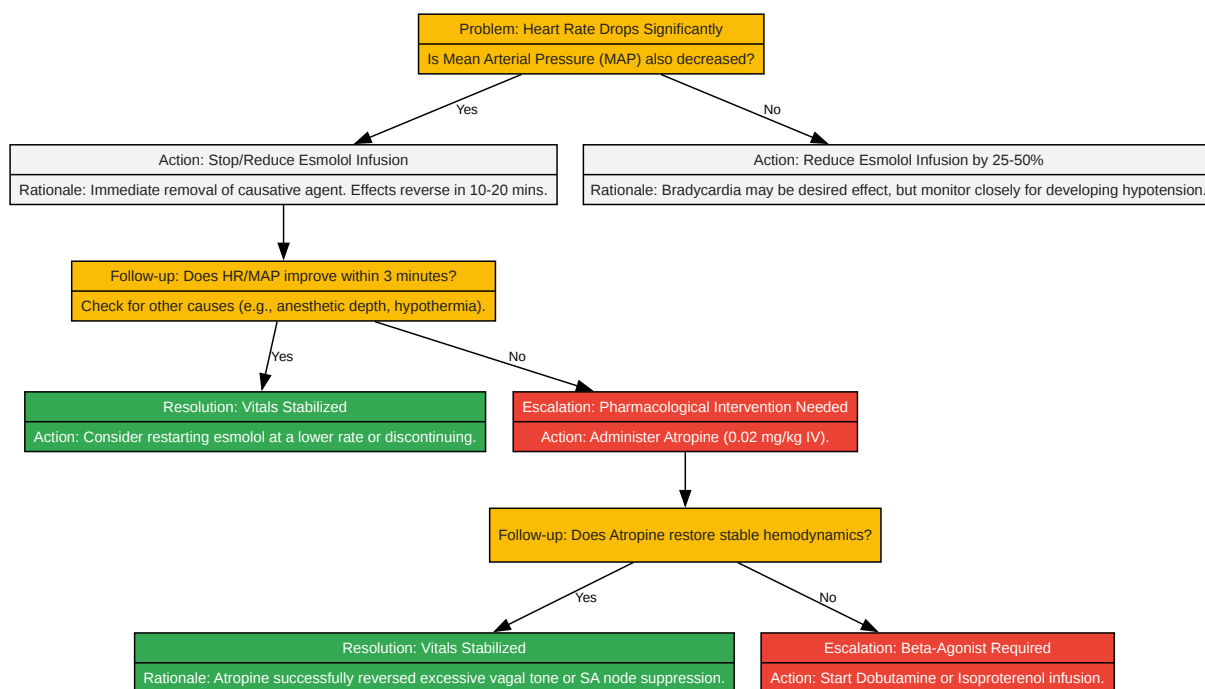 Problem: Heart Rate Drops Significantly
Is Mean Arterial Pressure (MAP) also decreased?
Yes
No
Action: Stop/Reduce Esmolol Infusion
Rationale: Immediate removal of causative agent. Effects reverse in 10-20 mins.
Action: Reduce Esmolol Infusion by 25-50%
Rationale: Bradycardia may be desired effect, but monitor closely for developing hypotension.
Follow-up: Does HR/MAP improve within 3 minutes?
Check for other causes (e.g., anesthetic depth, hypothermia).
Yes
No
Resolution: Vitals Stabilized
Action: Consider restarting esmolol at a lower rate or discontinuing.
Escalation: Pharmacological Intervention Needed
Action: Administer Atropine (0.02 mg/kg IV).
Follow-up: Does Atropine restore stable hemodynamics?
Yes
No
Resolution: Vitals Stabilized
Rationale: Atropine successfully reversed excessive vagal tone or SA node suppression.
Escalation: Beta-Agonist Required
Action: Start Dobutamine or Isoproterenol infusion.